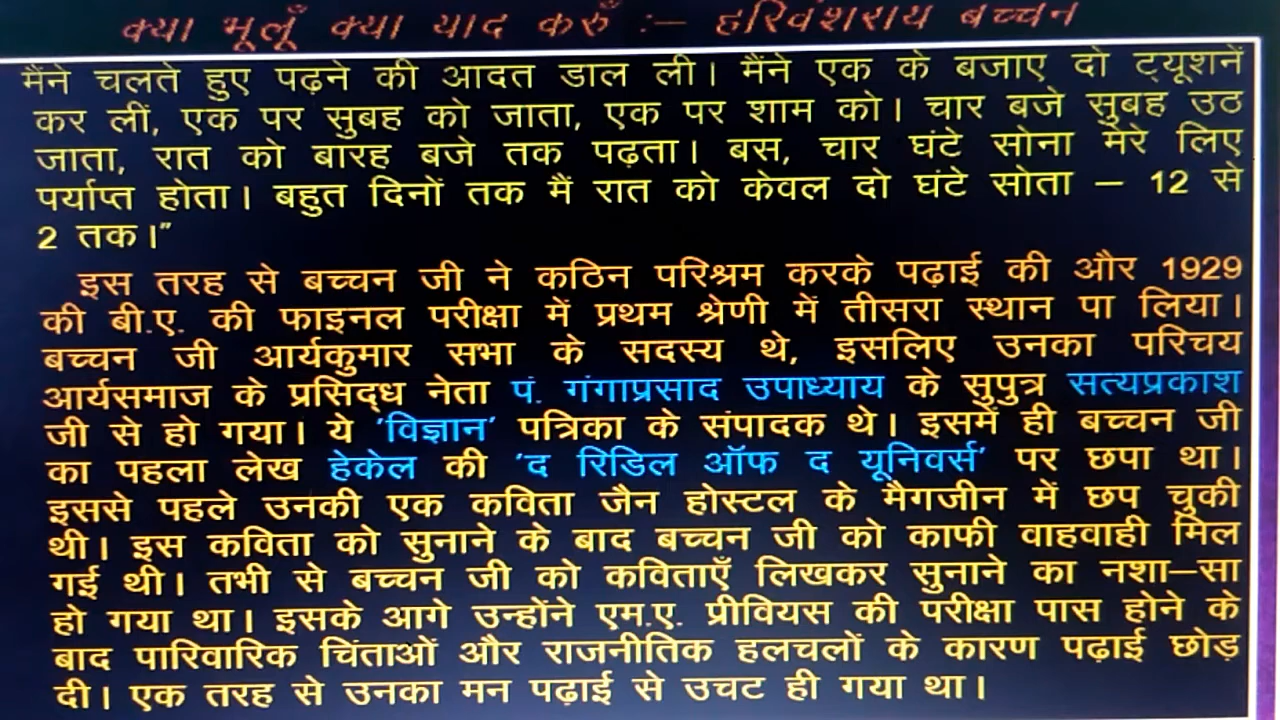 क्या भूलूँ क्या याद करुँ :– हरिवंशराय बच्चन
मैंने चलते हुए पढ़ने की आदत डाल ली। मैंने एक के बजाए दो ट्यूशनें
कर लीं, एक पर सुबह को जाता, एक पर शाम को। चार बजे सुबह उठ
जाता, रात को बारह बजे तक पढ़ता। बस, चार घंटे सोना मेरे लिए
पर्याप्त होता। बहुत दिनों तक मैं रात को केवल दो घंटे सोता – 12 से
2 तक।”
इस तरह से बच्चन जी ने कठिन परिश्रम करके पढ़ाई की और 1929
की बी.ए. की फाइनल परीक्षा में प्रथम श्रेणी में तीसरा स्थान पा लिया।
बच्चन जी आर्यकुमार सभा के सदस्य थे, इसलिए उनका परिचय
आर्यसमाज के प्रसिद्ध नेता पं. गंगाप्रसाद उपाध्याय के सुपुत्र सत्यप्रकाश
जी से हो गया। ये ’विज्ञान’ पत्रिका के संपादक थे। इसमें ही बच्चन जी
का पहला लेख हेकेल की ’द रिडिल ऑफ द यूनिवर्स’ पर छपा था।
इससे पहले उनकी एक कविता जैन होस्टल के मैगजीन में छप चुकी
थी। इस कविता को सुनाने के बाद बच्चन जी को काफी वाहवाही मिल
गई थी। तभी से बच्चन जी को कविताएँ लिखकर सुनाने का नशा–सा
हो गया था। इसके आगे उन्होंने एम.ए. प्रीवियस की परीक्षा पास होने के
बाद पारिवारिक चिंताओं और राजनीतिक हलचलों के कारण पढ़ाई छोड़
दी। एक तरह से उनका मन पढ़ाई से उचट ही गया था।